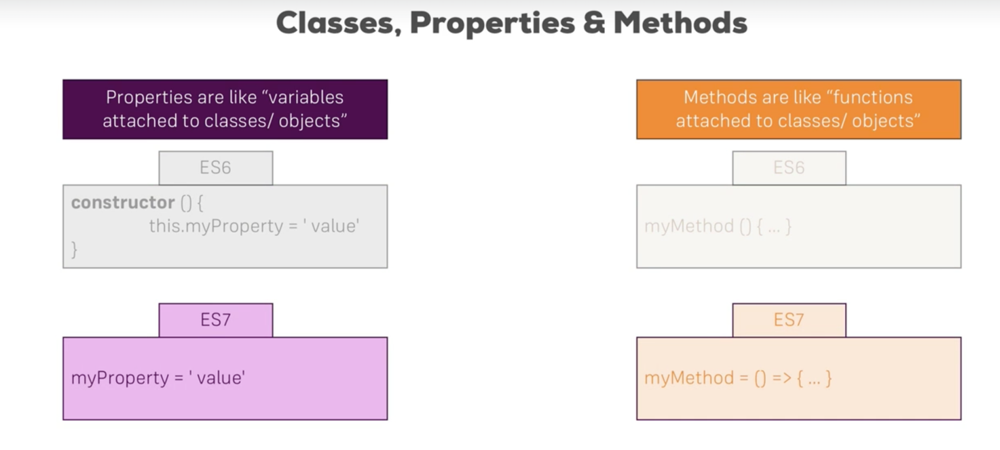 Classes, Properties & Methods
Properties are like “variables
attached to classes/ objects”
ES6
constructor () {
this.myProperty = ' value'
}
ES7
myProperty = ' value'
Methods are like “functions
attached to classes/ objects”
ES6
myMethod () { ... }
ES7
myMethod = () => { ... }